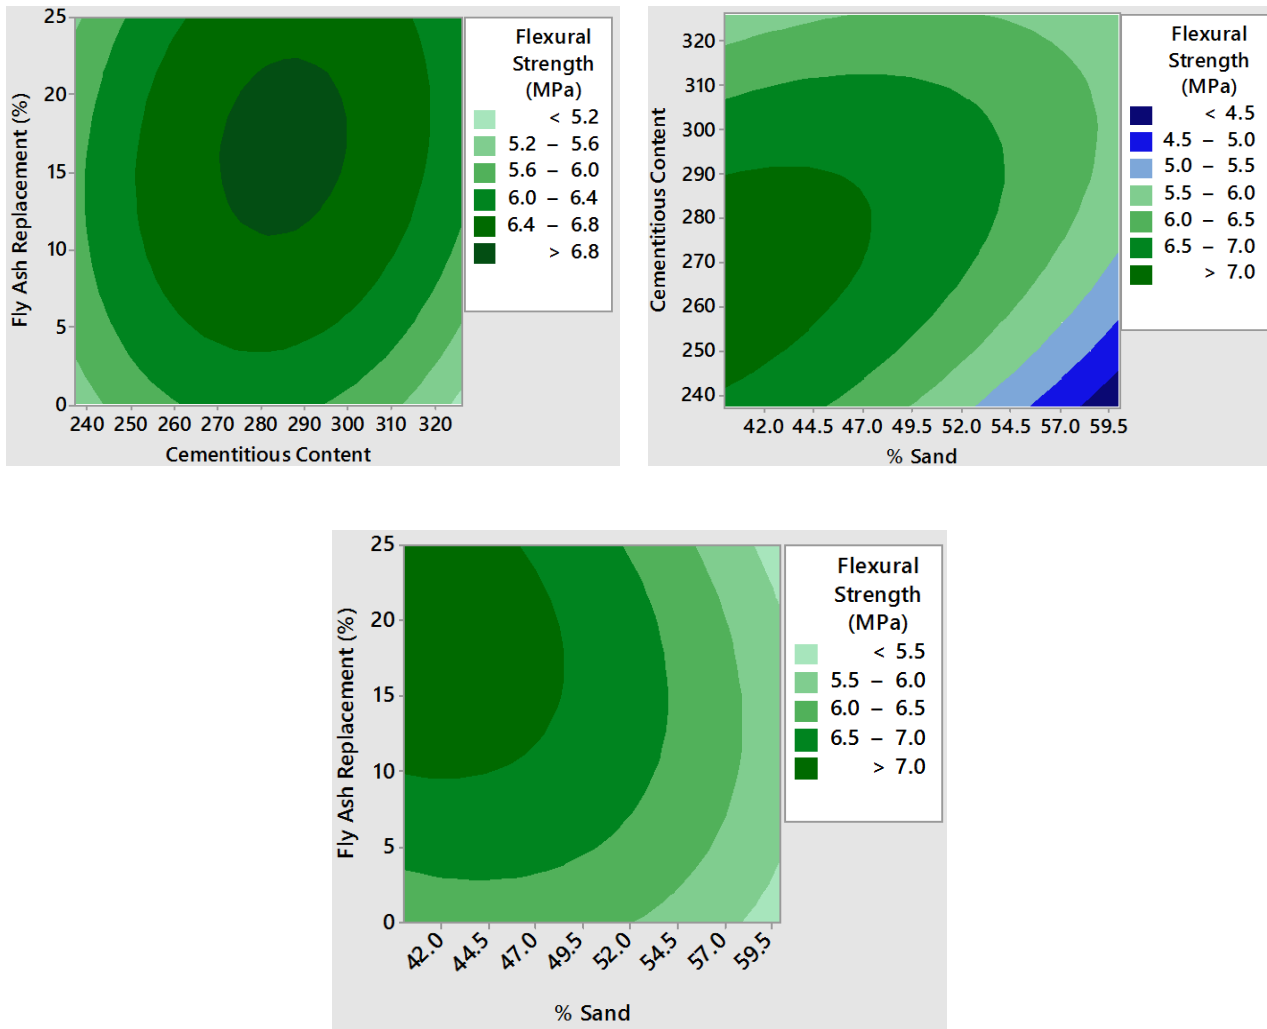 Flexural
Strength
(MPa)
< 5.2
5.2 – 5.6
5.6 – 6.0
6.0 – 6.4
6.4 – 6.8
> 6.8
Fly Ash Replacement (%)
25
20
15
10
5
0
240 250 260 270 280 290 300 310 320
Cementitious Content
Flexural
Strength
(MPa)
< 4.5
4.5 – 5.0
5.0 – 5.5
5.5 – 6.0
6.0 – 6.5
6.5 – 7.0
> 7.0
Cementitious Content
320
310
300
290
280
270
260
250
240
42.0 44.5 47.0 49.5 52.0 54.5 57.0 59.5
% Sand
Flexural
Strength
(MPa)
< 5.5
5.5 – 6.0
6.0 – 6.5
6.5 – 7.0
> 7.0
Fly Ash Replacement (%)
25
20
15
10
5
0
42.0 44.5 47.0 49.5 52.0 54.5 57.0 59.5
% Sand